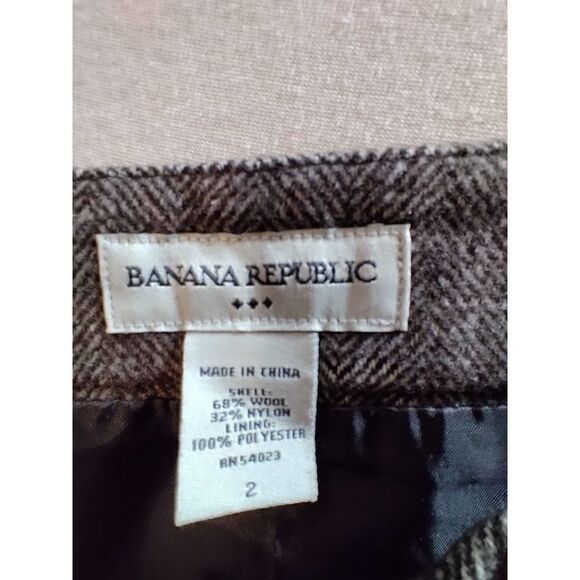 BANANA REPUBLIC
MADE IN CHINA
SHELL:
68% WOOL
32% NYLON
LINING:
100% POLYESTER
RN54023
2